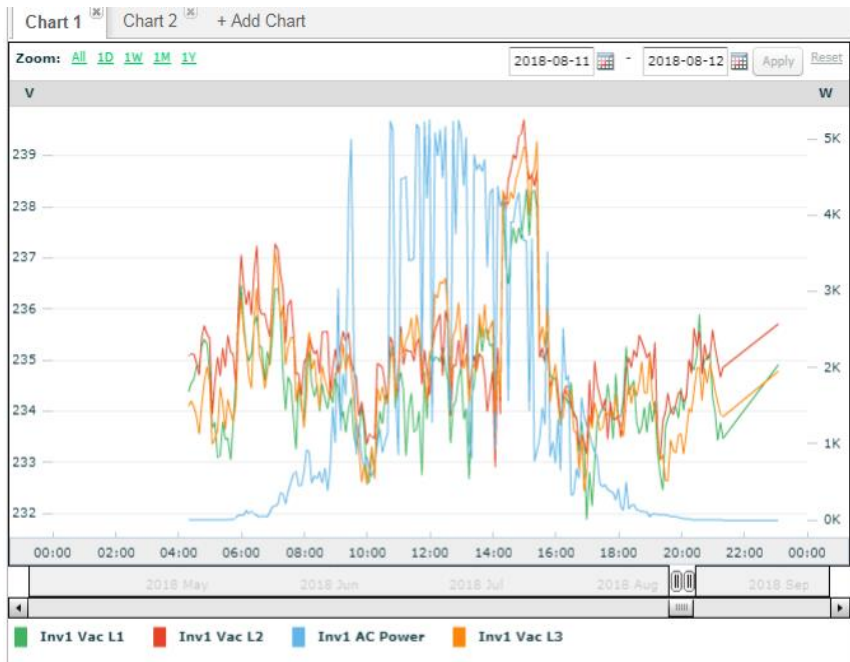 Chart 1 Chart 2 + Add Chart
Zoom: All 1D 1W 1M 1Y 2018-08-11 - 2018-08-12 Apply Reset
V W
239 5K
238 4K
237
236 3K
235 2K
234
233 1K
232 0K
00:00 02:00 04:00 06:00 08:00 10:00 12:00 14:00 16:00 18:00 20:00 22:00 00:00
2018 May 2018 Jun 2018 Jul 2018 Aug 2018 Sep
Inv1 Vac L1 Inv1 Vac L2 Inv1 AC Power Inv1 Vac L3